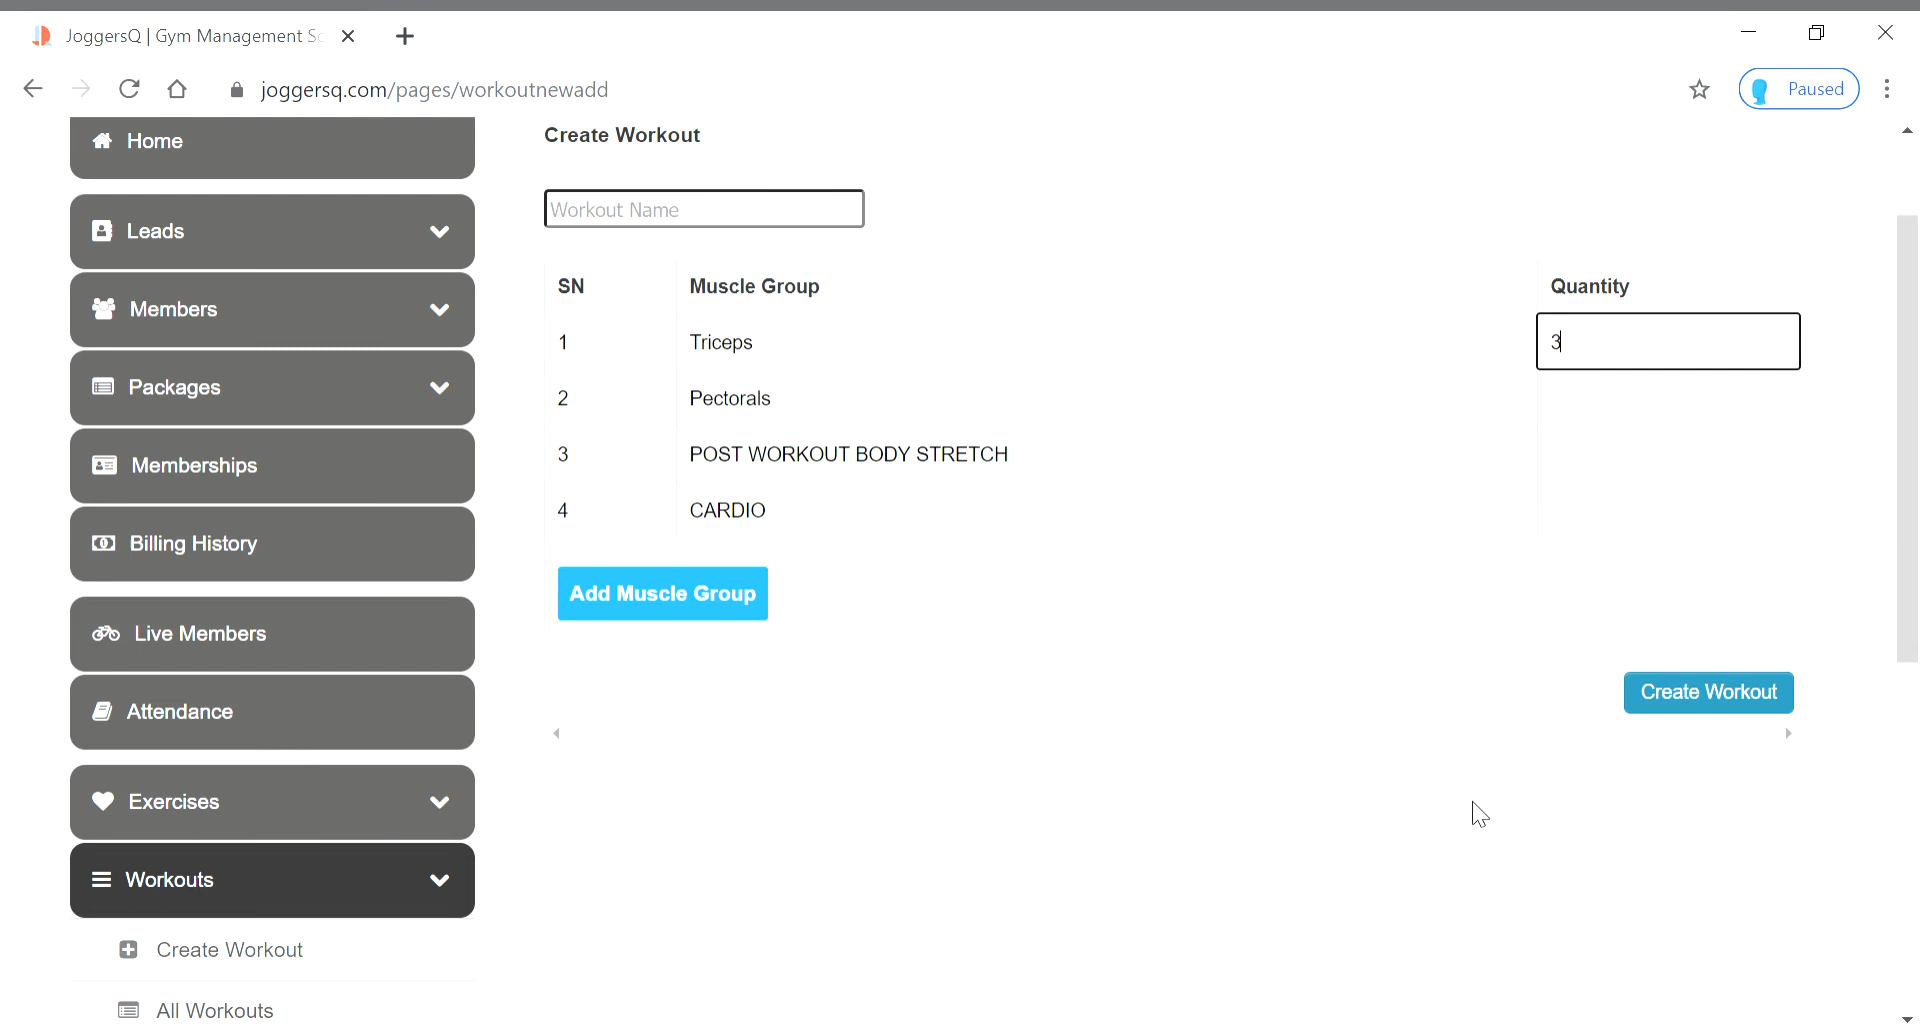 JoggersQ | Gym Management So
joggersq.com/pages/workoutnewadd
Paused
Home
Leads
Members
Packages
Memberships
Billing History
Live Members
Attendance
Exercises
Workouts
Create Workout
All Workouts
Create Workout
Workout Name
SN Muscle Group Quantity
1 Triceps 3
2 Pectorals
3 POST WORKOUT BODY STRETCH
4 CARDIO
Add Muscle Group
Create Workout